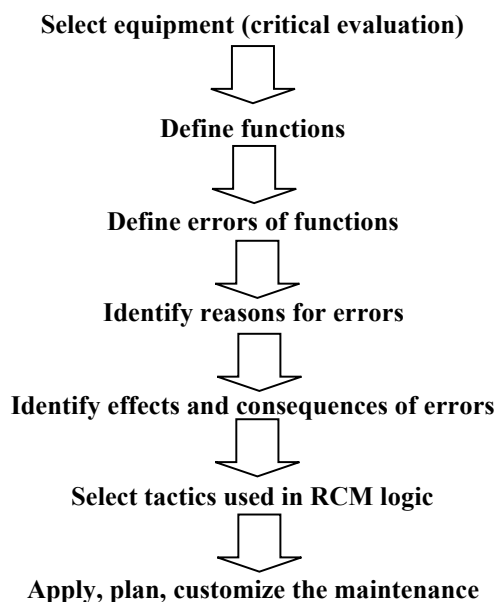 Select equipment (critical evaluation)
Define functions
Define errors of functions
Identify reasons for errors
Identify effects and consequences of errors
Select tactics used in RCM logic
Apply, plan, customize the maintenance